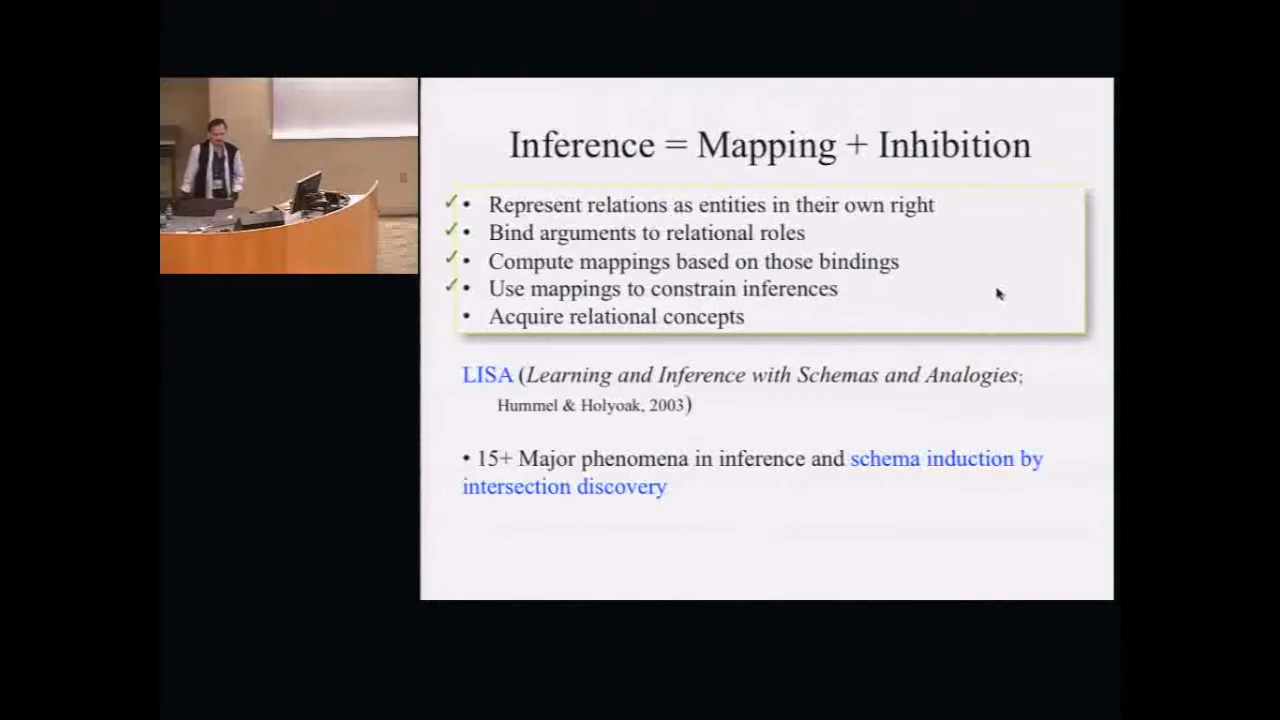 Inference = Mapping + Inhibition
✓ • Represent relations as entities in their own right
✓ • Bind arguments to relational roles
✓ • Compute mappings based on those bindings
✓ • Use mappings to constrain inferences
• Acquire relational concepts
LISA (Learning and Inference with Schemas and Analogies;
Hummel & Holyoak, 2003)
• 15+ Major phenomena in inference and schema induction by
intersection discovery